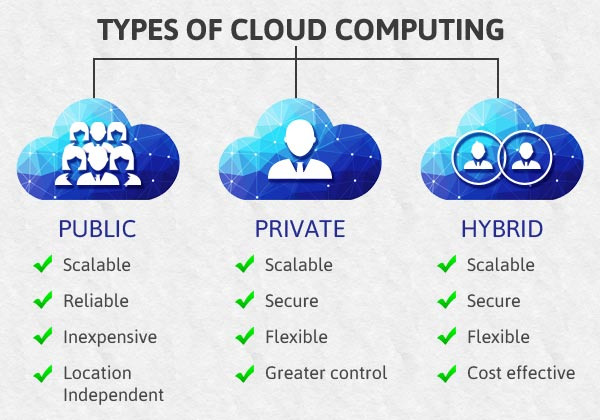 TYPES OF CLOUD COMPUTING
PUBLIC
Scalable
Reliable
Inexpensive
Location
Independent
PRIVATE
Scalable
Secure
Flexible
Greater control
HYBRID
Scalable
Secure
Flexible
Cost effective